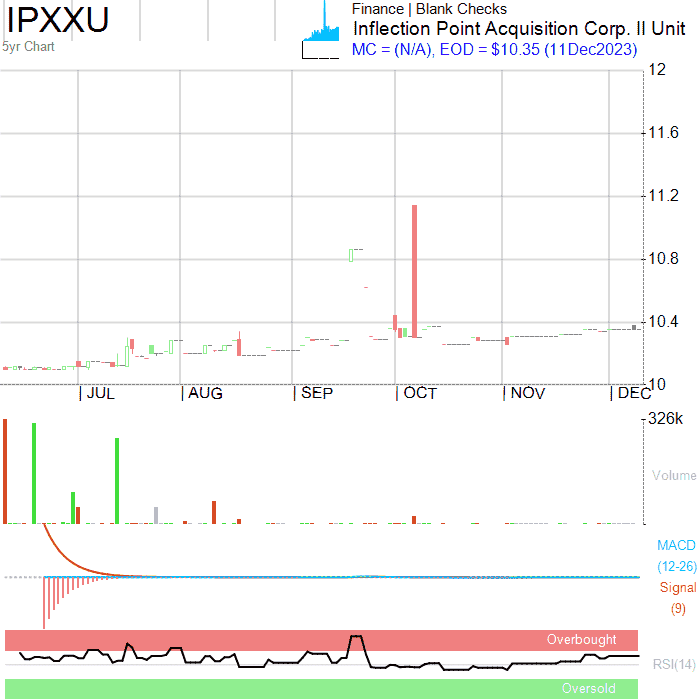 IPXXU
5yr Chart
Finance | Blank Checks
Inflection Point Acquisition Corp. II Unit
MC = (N/A), EOD = $10.35 (11Dec2023)
12
11.6
11.2
10.8
10.4
10
JUL AUG SEP OCT NOV DEC
326k
Volume
MACD
(12-26)
Signal
(9)
Overbought
RSI(14)
Oversold